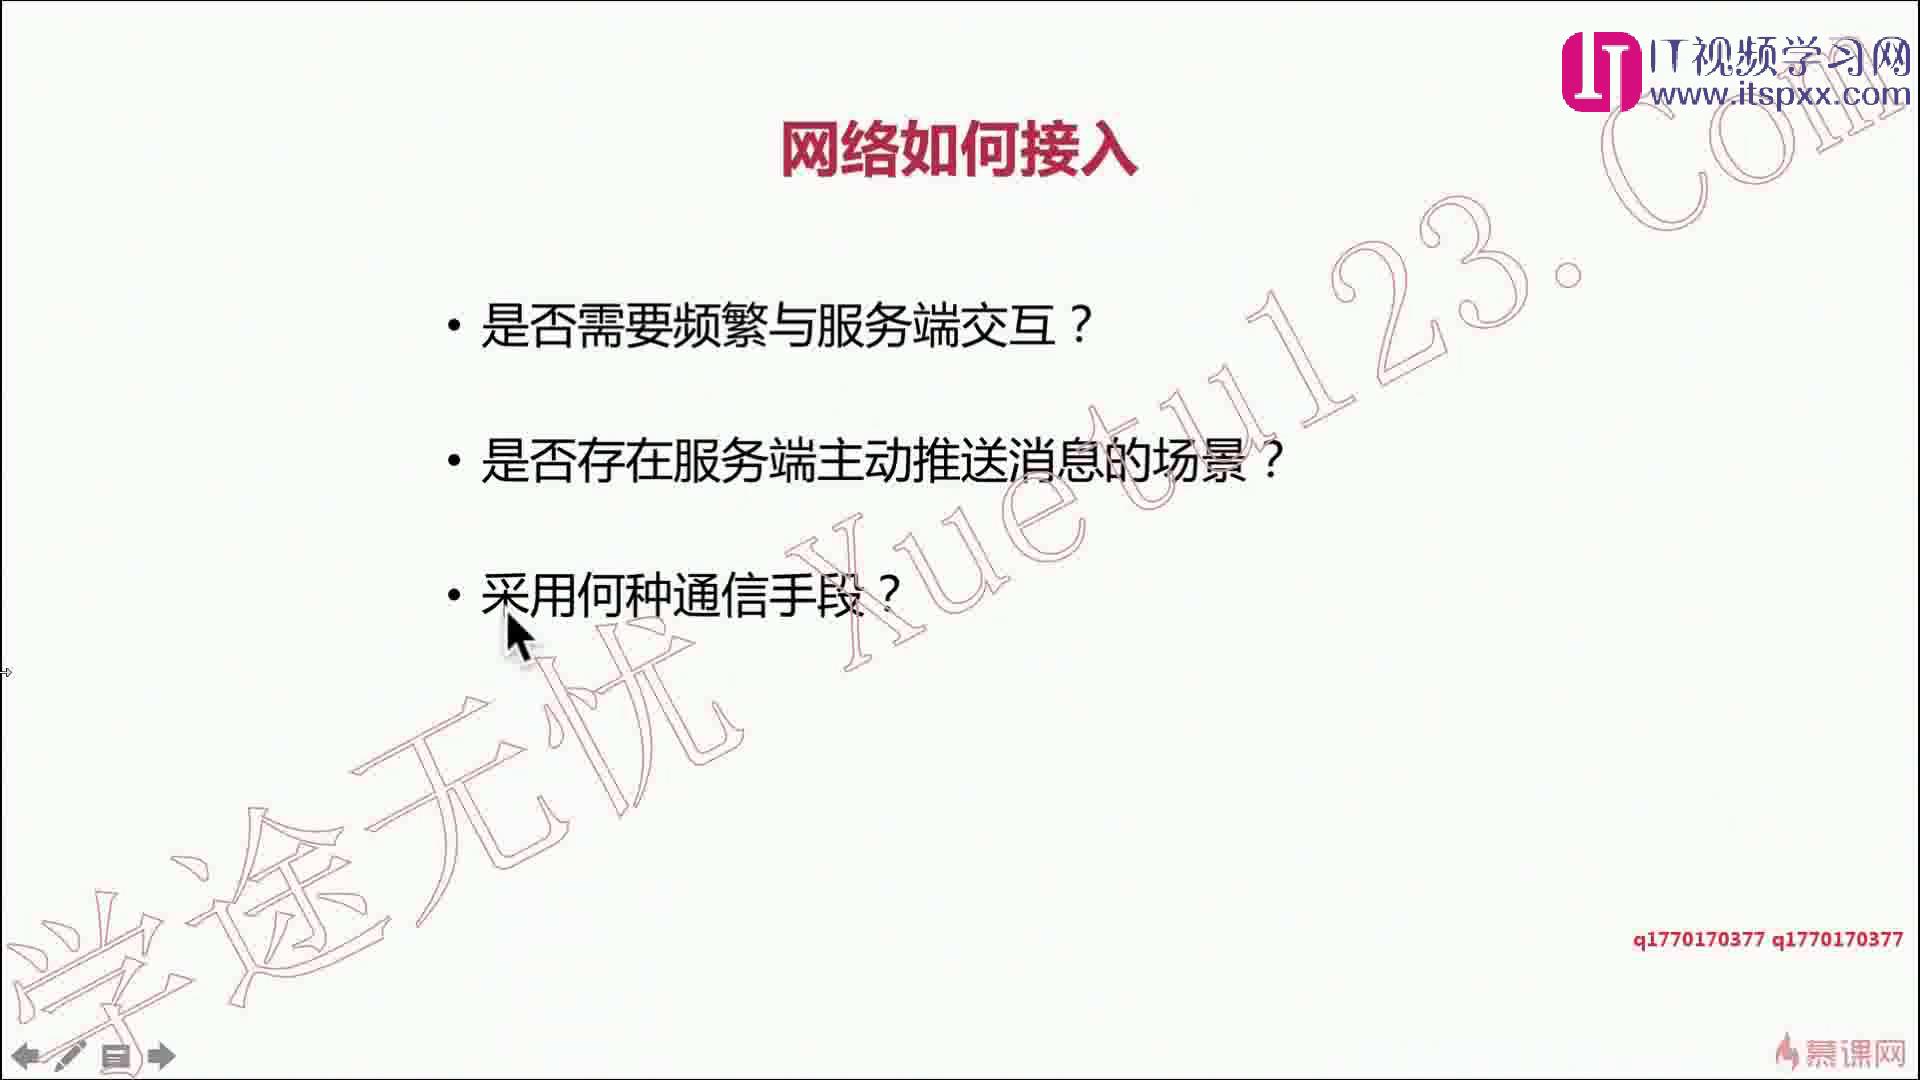 IT视频学习网
www.itspxx.com
网络如何接入
• 是否需要频繁与服务端交互？
• 是否存在服务端主动推送消息的场景？
• 采用何种通信手段？
学途无忧 Xuetu123.Com
q1770170377 q1770170377
慕课网